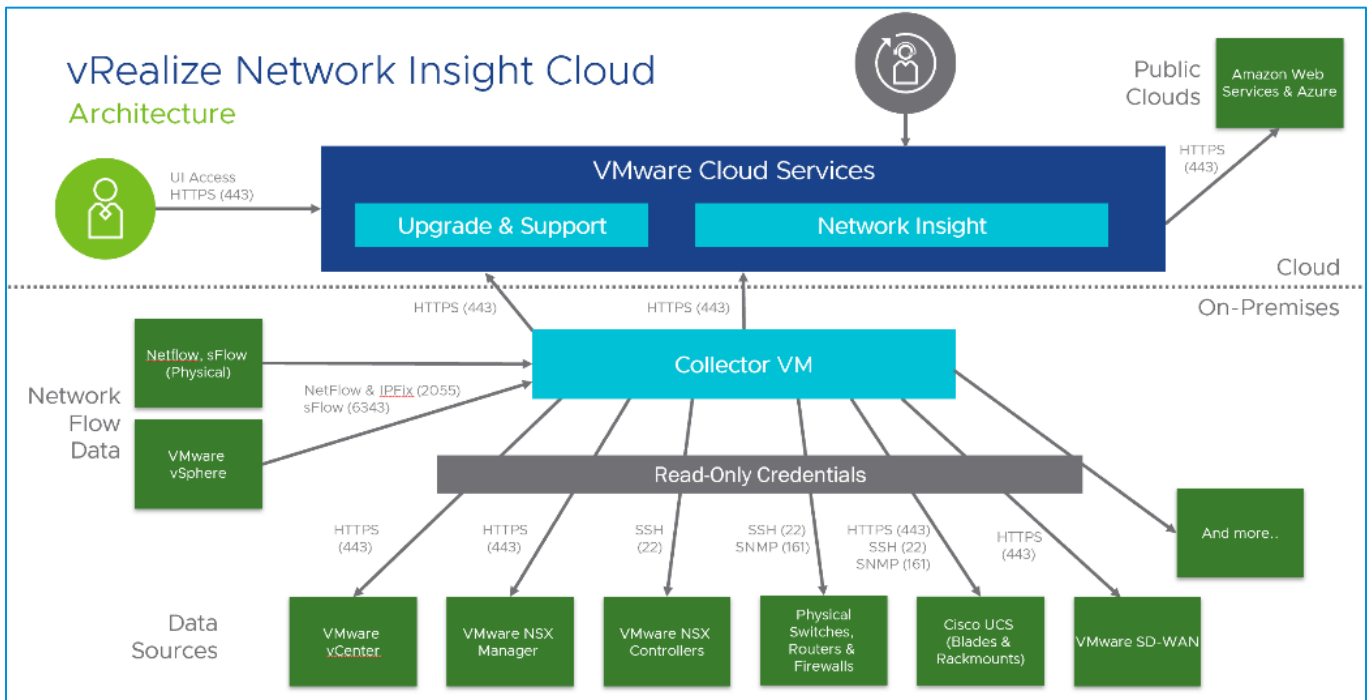 vRealize Network Insight Cloud
Architecture
Public
Clouds
Amazon Web
Services & Azure
HTTPS
(443)
UI Access
HTTPS (443)
VMware Cloud Services
Upgrade & Support
Network Insight
Cloud
On-Premises
HTTPS (443)
HTTPS (443)
Netflow, sFlow
(Physical)
Collector VM
Network
Flow
Data
NetFlow & IPFix (2055)
sFlow (6343)
VMware
vSphere
Read-Only Credentials
HTTPS
(443)
HTTPS
(443)
SSH
(22)
SSH (22)
SNMP (161)
HTTPS (443)
SSH (22)
SNMP (161)
HTTPS
(443)
And more..
Data
Sources
VMware
vCenter
VMware NSX
Manager
VMware NSX
Controllers
Physical
Switches,
Routers &
Firewalls
Cisco UCS
(Blades &
Rackmounts)
VMware SD-WAN